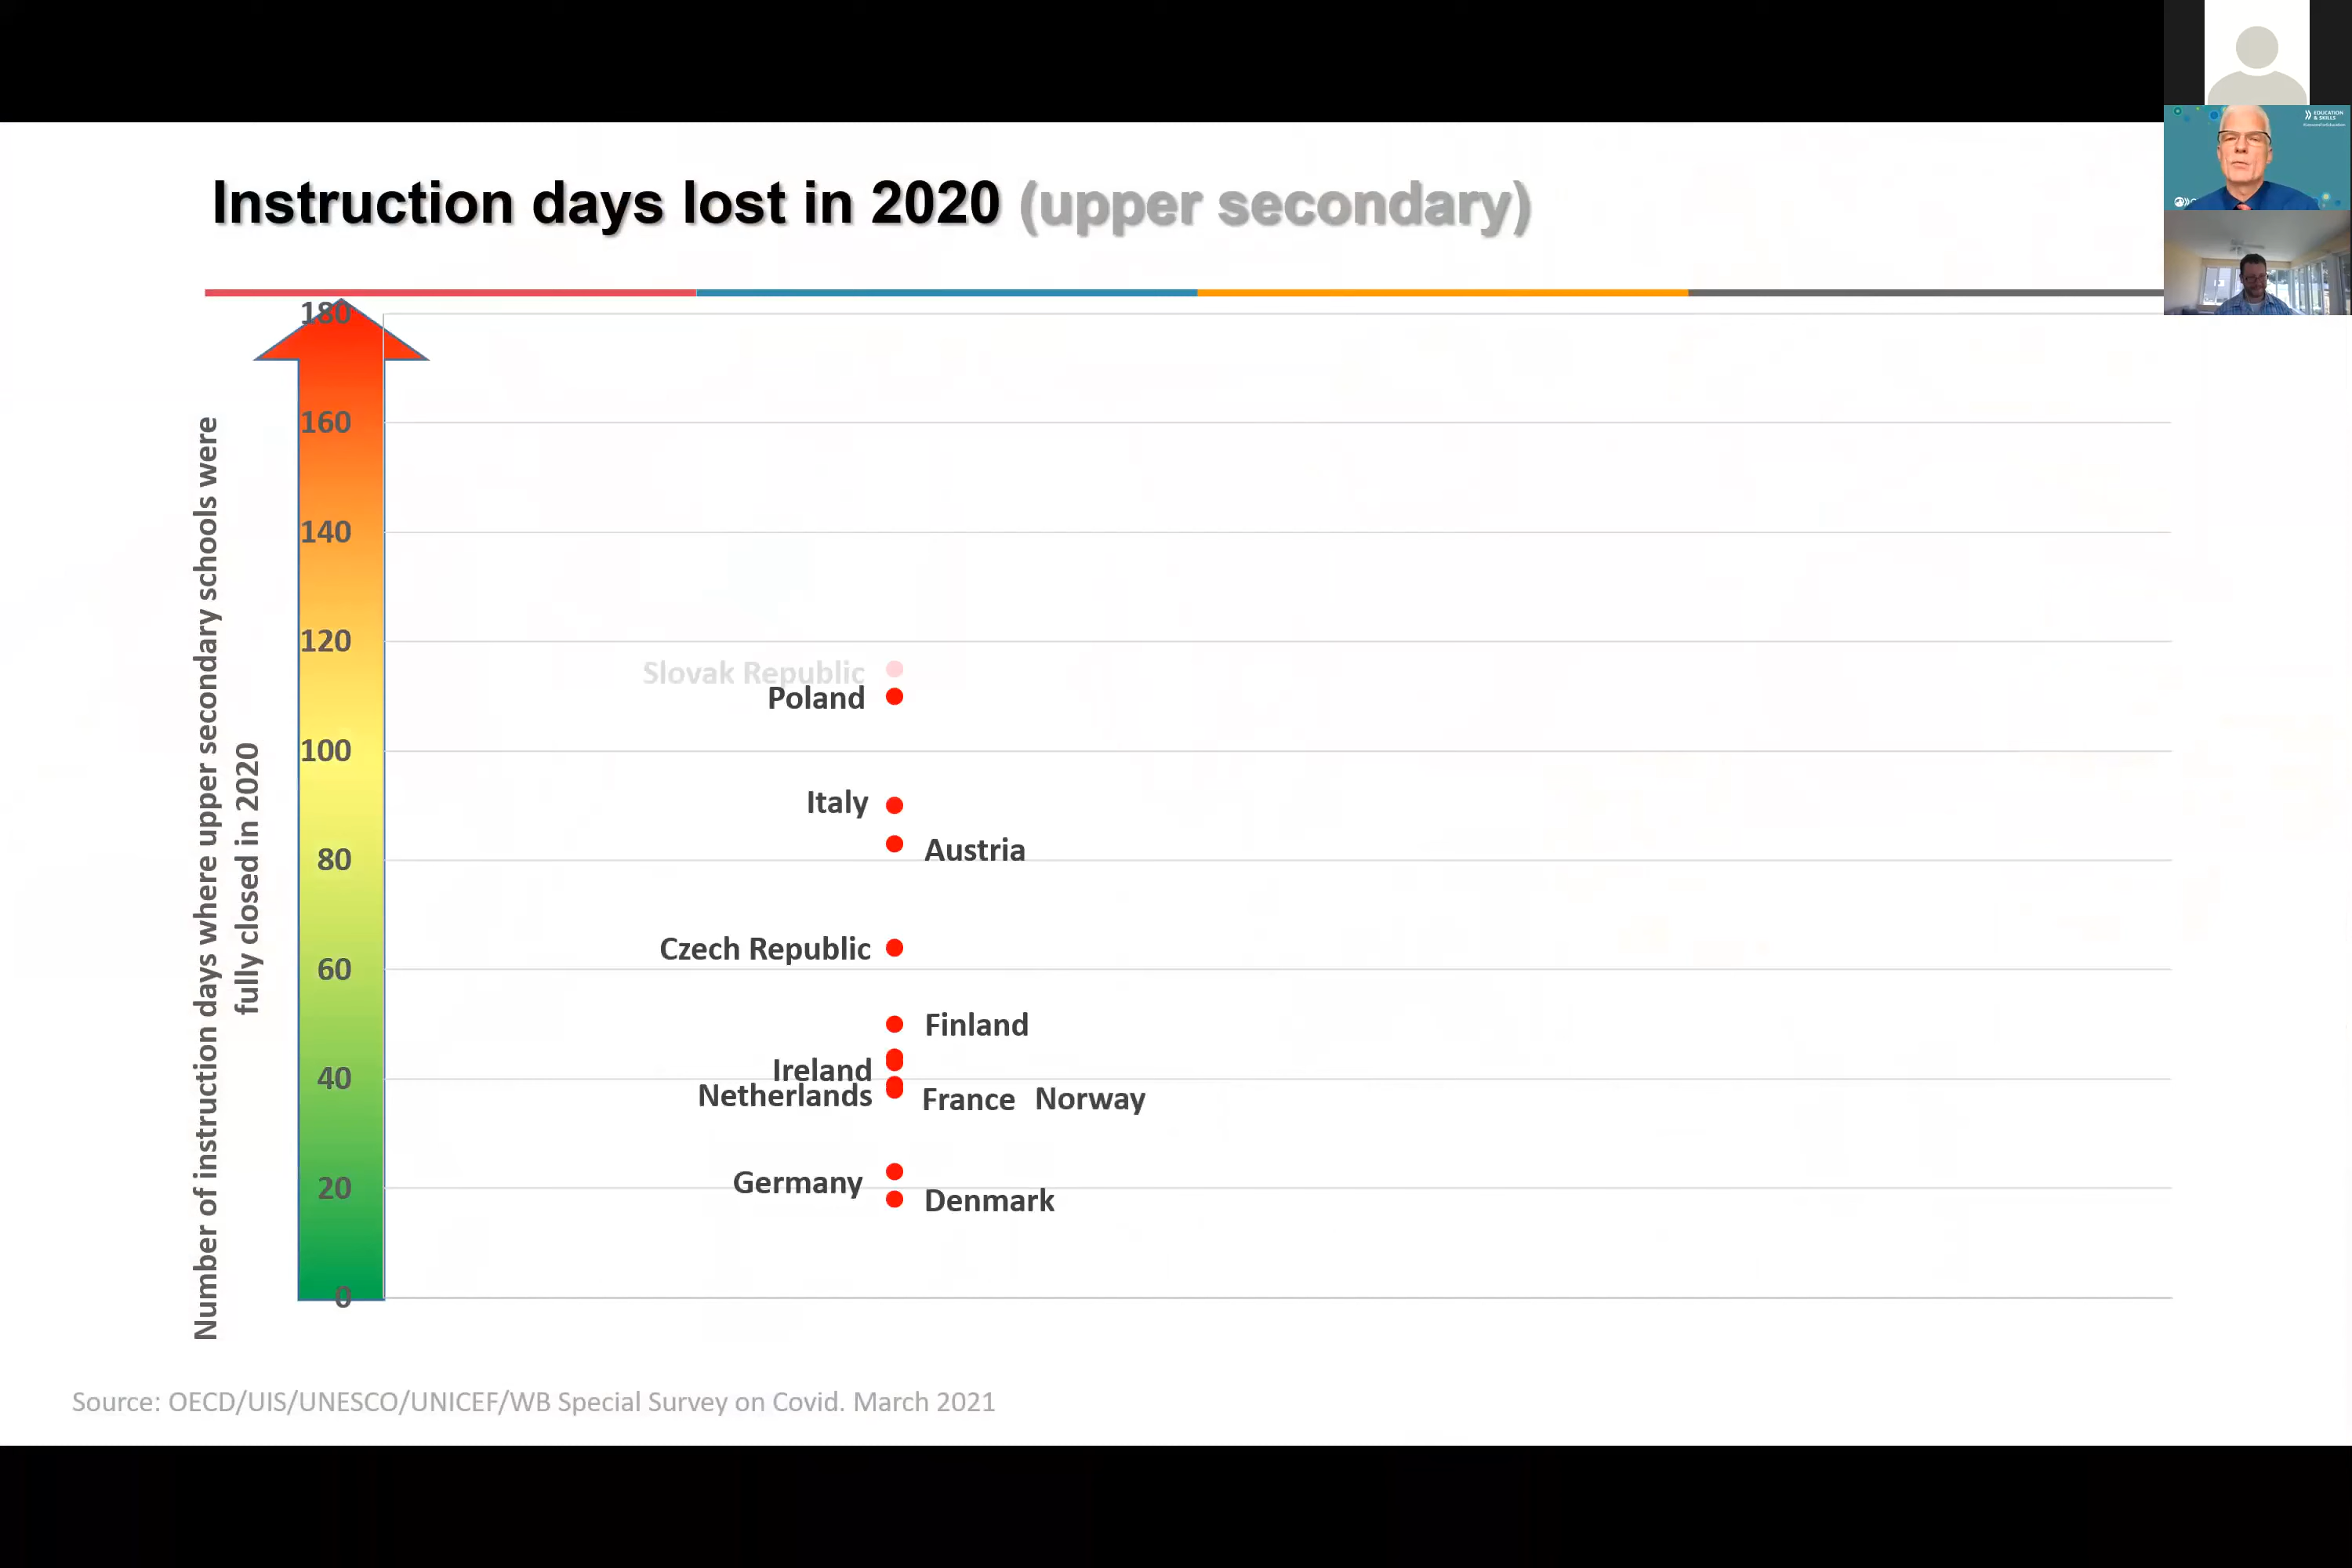 EDUCATION
& SKILLS
Instruction days lost in 2020 (upper secondary)
Number of instruction days where upper secondary schools were
fully closed in 2020
180
160
140
120
100
80
60
40
20
0
Slovak Republic
Poland
Italy
Austria
Czech Republic
Finland
Ireland
Netherlands
France Norway
Germany
Denmark
Source: OECD/UIS/UNESCO/UNICEF/WB Special Survey on Covid. March 2021